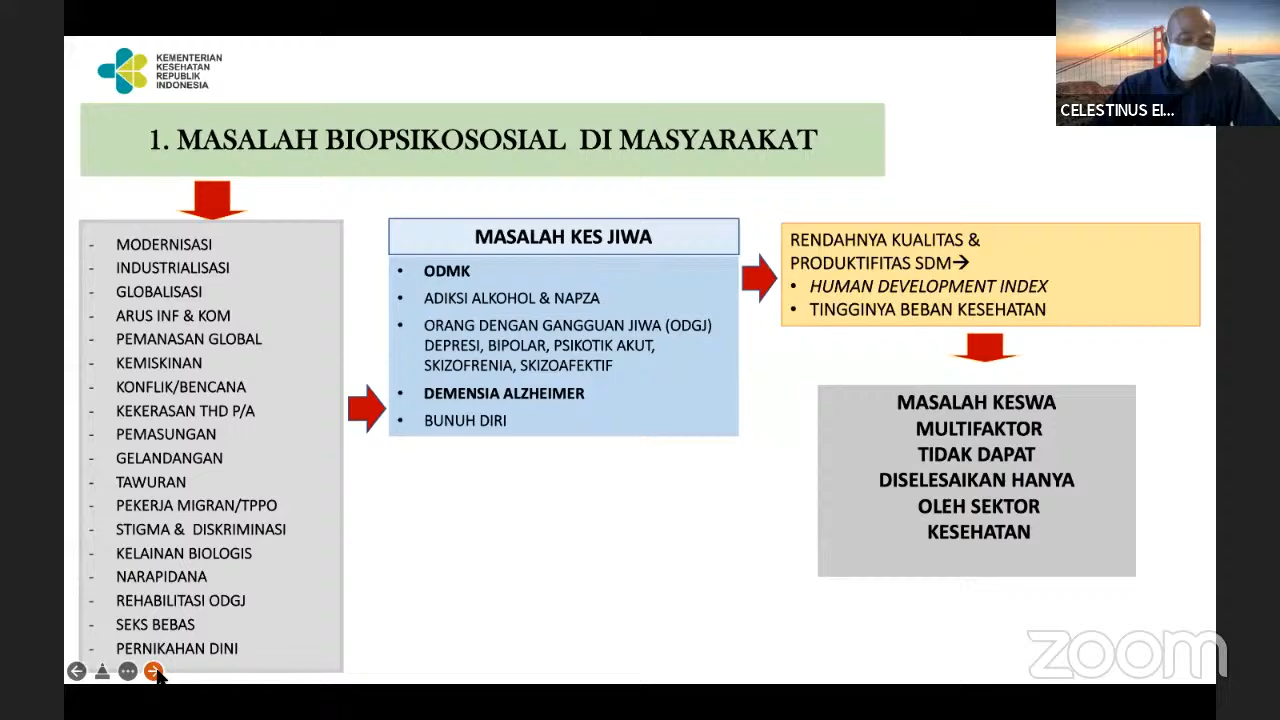 KEMENTERIAN
KESEHATAN
REPUBLIK
INDONESIA
CELESTINUS EI...
1. MASALAH BIOPSIKOSOSIAL DI MASYARAKAT
- MODERNISASI
- INDUSTRIALISASI
- GLOBALISASI
- ARUS INF & KOM
- PEMANASAN GLOBAL
- KEMISKINAN
- KONFLIK/BENCANA
- KEKERASAN THD P/A
- PEMASUNGAN
- GELANDANGAN
- TAWURAN
- PEKERJA MIGRAN/TPPO
- STIGMA & DISKRIMINASI
- KELAINAN BIOLOGIS
- NARAPIDANA
- REHABILITASI ODGJ
- SEKS BEBAS
- PERNIKAHAN DINI
MASALAH KES JIWA
• ODMK
• ADIKSI ALKOHOL & NAPZA
• ORANG DENGAN GANGGUAN JIWA (ODGJ)
DEPRESI, BIPOLAR, PSIKOTIK AKUT,
SKIZOFRENIA, SKIZOAFEKTIF
• DEMENSIA ALZHEIMER
• BUNUH DIRI
RENDAHNYA KUALITAS &
PRODUKTIFITAS SDM→
• HUMAN DEVELOPMENT INDEX
• TINGGINYA BEBAN KESEHATAN
MASALAH KESWA
MULTIFAKTOR
TIDAK DAPAT
DISELESAIKAN HANYA
OLEH SEKTOR
KESEHATAN
zoom